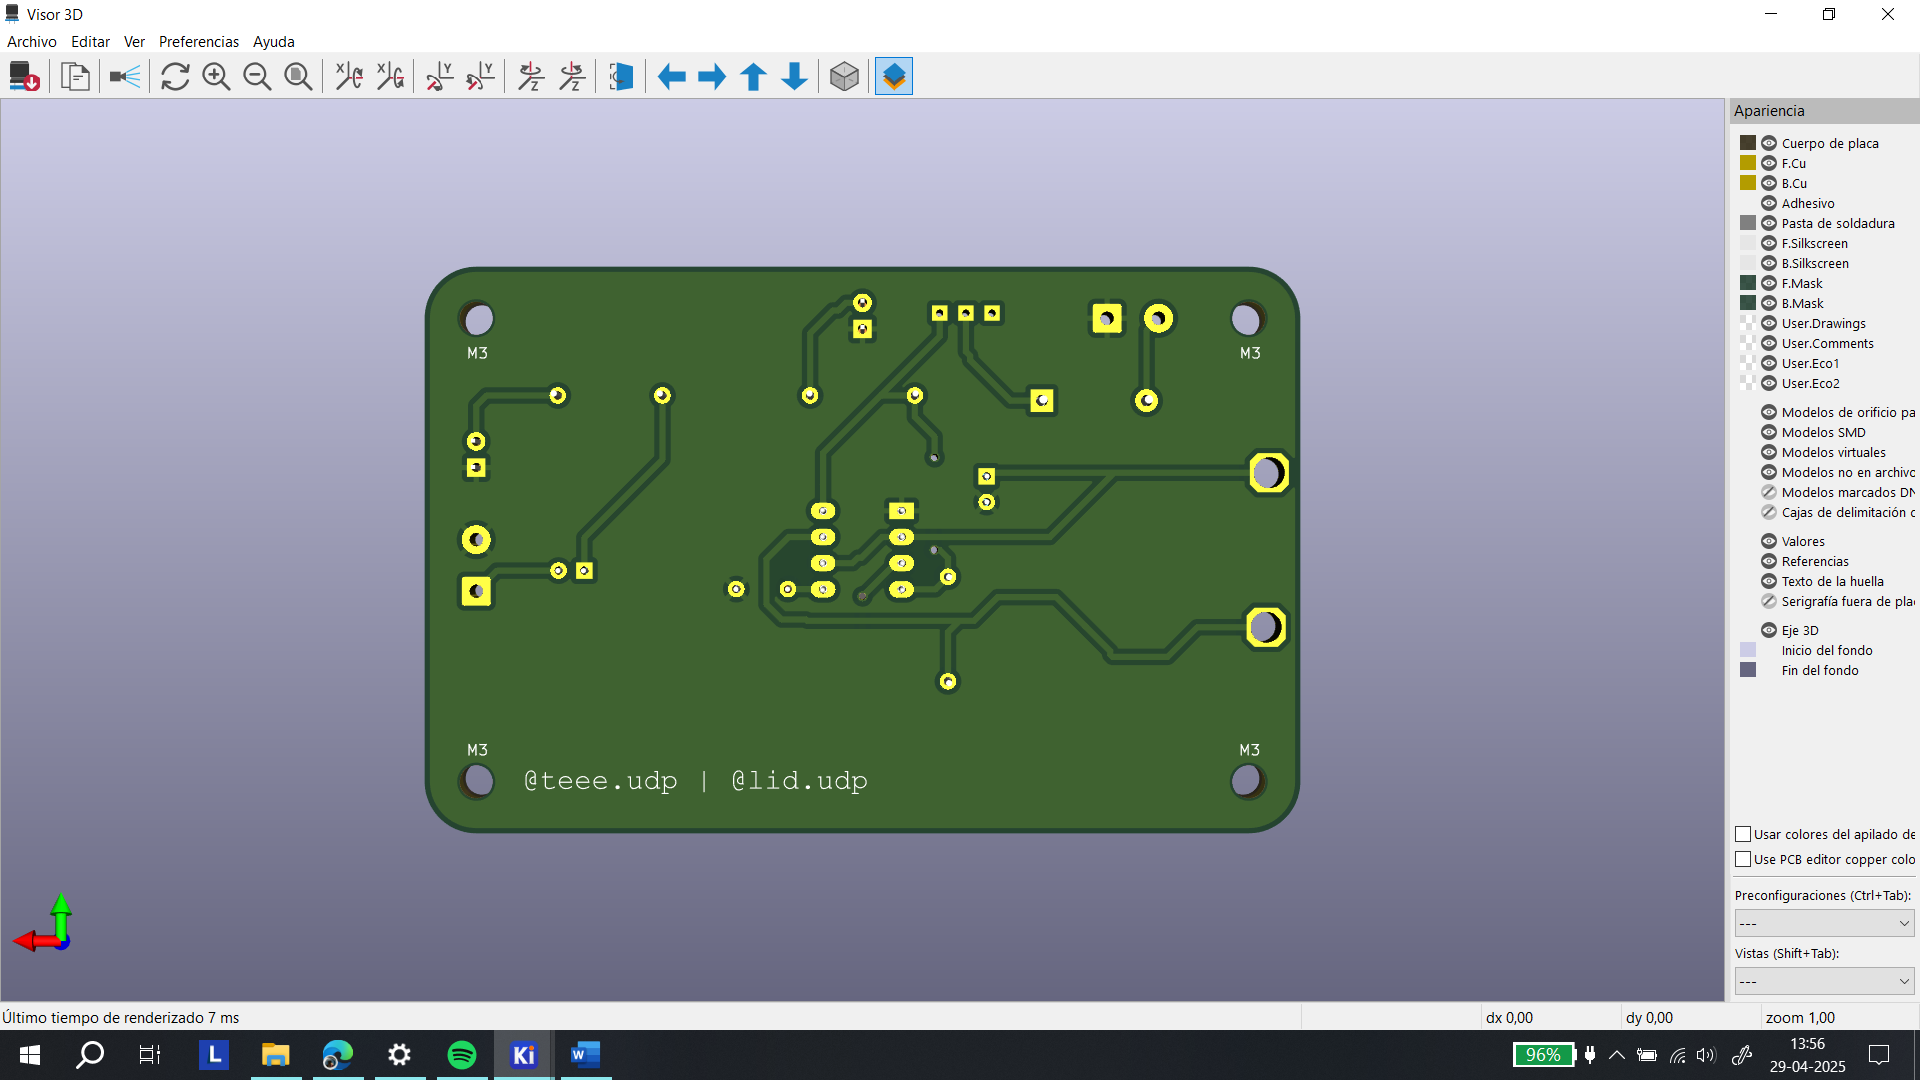 Visor 3D
Archivo Editar Ver Preferencias Ayuda
Apariencia
Cuerpo de placa
F.Cu
B.Cu
Adhesivo
Pasta de soldadura
F.Silkscreen
B.Silkscreen
F.Mask
B.Mask
User.Drawings
User.Comments
User.Eco1
User.Eco2
Modelos de orificio pa
Modelos SMD
Modelos virtuales
Modelos no en archivo
Modelos marcados DN
Cajas de delimitación c
Valores
Referencias
Texto de la huella
Serigrafía fuera de pla
Eje 3D
Inicio del fondo
Fin del fondo
Usar colores del apilado de
Use PCB editor copper colo
Preconfiguraciones (Ctrl+Tab):
---
Vistas (Shift+Tab):
---
M3
M3
M3
M3
@teee.udp | @lid.udp
Último tiempo de renderizado 7 ms
dx 0,00
dy 0,00
zoom 1,00
L
Ki
W
96%
13:56
29-04-2025